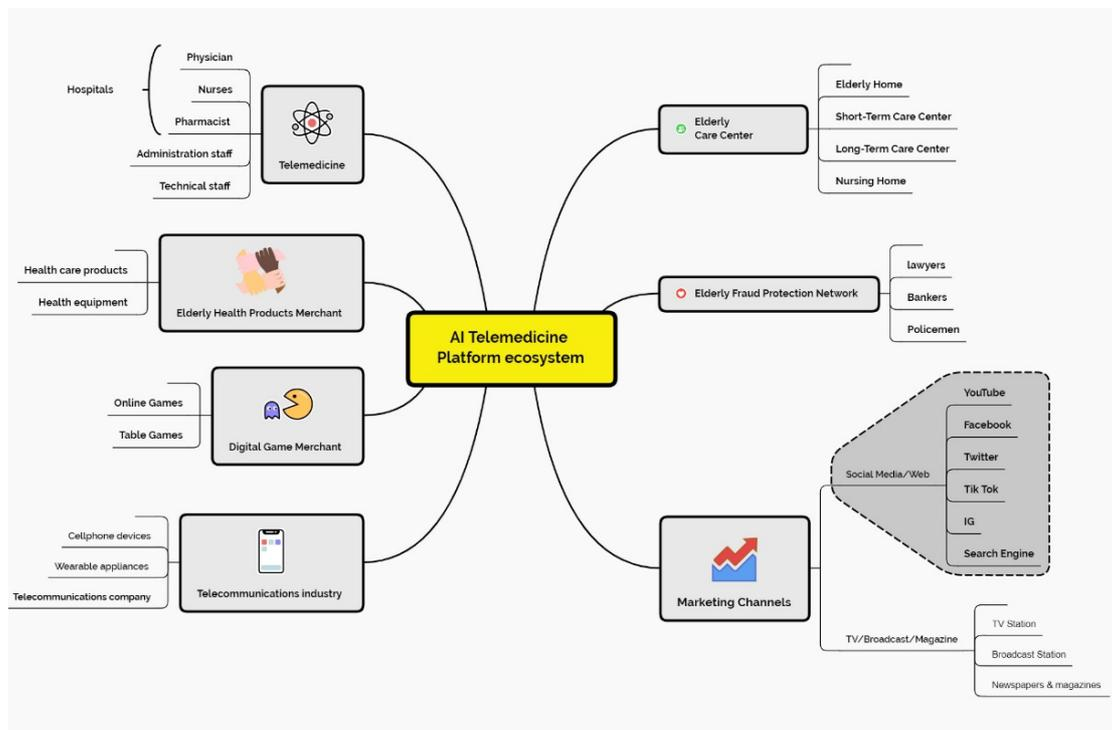 Hospitals
Physician
Nurses
Pharmacist
Administration staff
Technical staff
Telemedicine
Health care products
Health equipment
Elderly Health Products Merchant
Online Games
Table Games
Digital Game Merchant
Cellphone devices
Wearable appliances
Telecommunications company
Telecommunications industry
AI Telemedicine
Platform ecosystem
Elderly
Care Center
Elderly Home
Short-Term Care Center
Long-Term Care Center
Nursing Home
Elderly Fraud Protection Network
lawyers
Bankers
Policemen
Marketing Channels
Social Media/Web
YouTube
Facebook
Twitter
Tik Tok
IG
Search Engine
TV/Broadcast/Magazine
TV Station
Broadcast Station
Newspapers & magazines